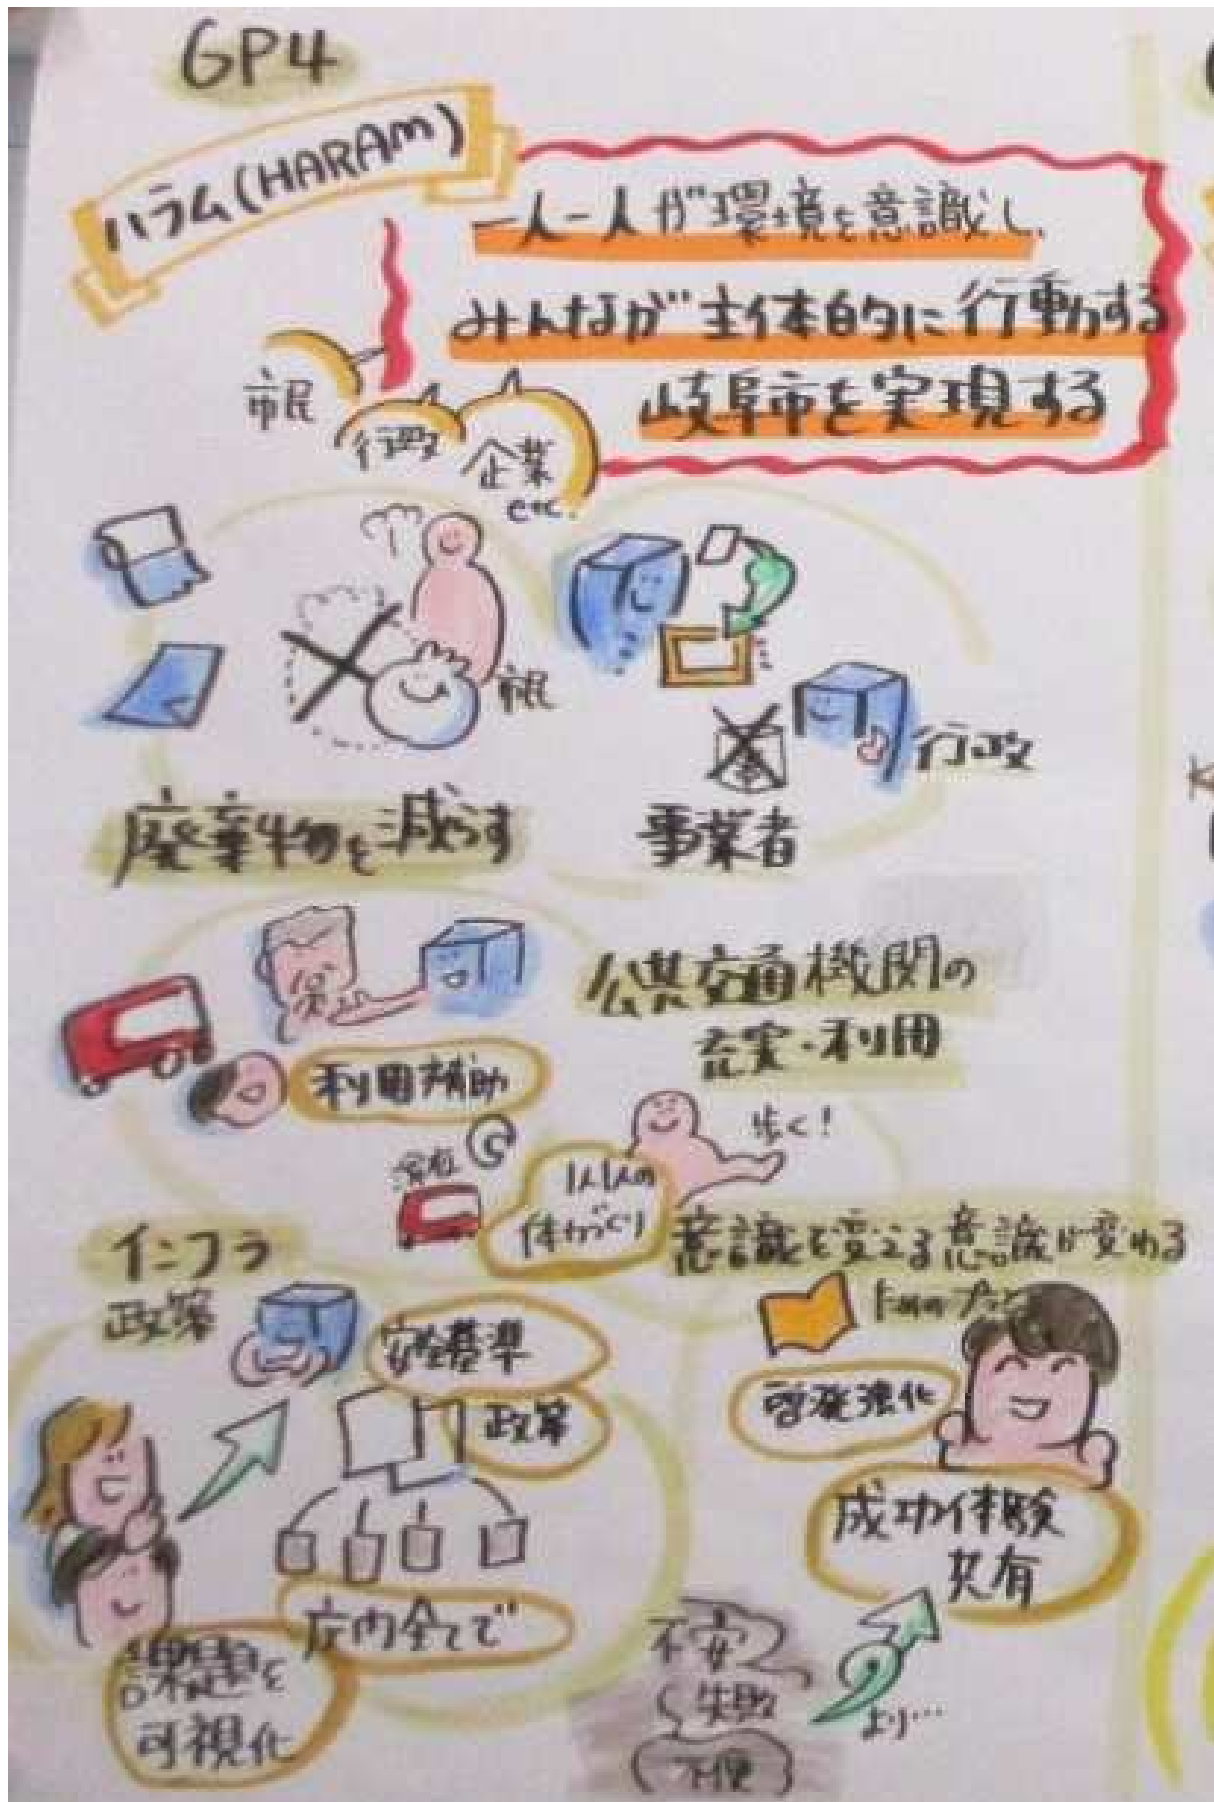 GP4
ハラム(HARAm)
一人一人が環境を意識し、
みんなが主体的に行動する
岐阜市を実現する
市民
行政
企業
etc.
市民
行政
廃棄物を減らす
事業者
公共交通機関の
充実・利用
利用補助
歩く!
1人1人の
体力づくり
インフラ
政策
意識を変える意識が変わる
安全基準
政策
啓発強化
成功体験
共有
庁内全てで
課題を
可視化
不安
失敗
不便
より…